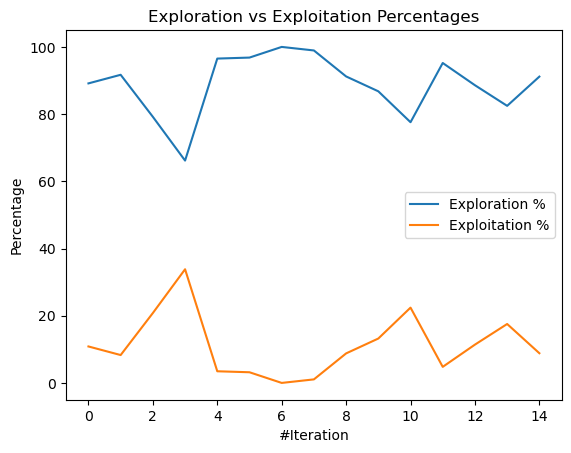 Exploration vs Exploitation Percentages
100
80
60
40
20
0
Percentage
Exploration %
Exploitation %
0 2 4 6 8 10 12 14
#Iteration